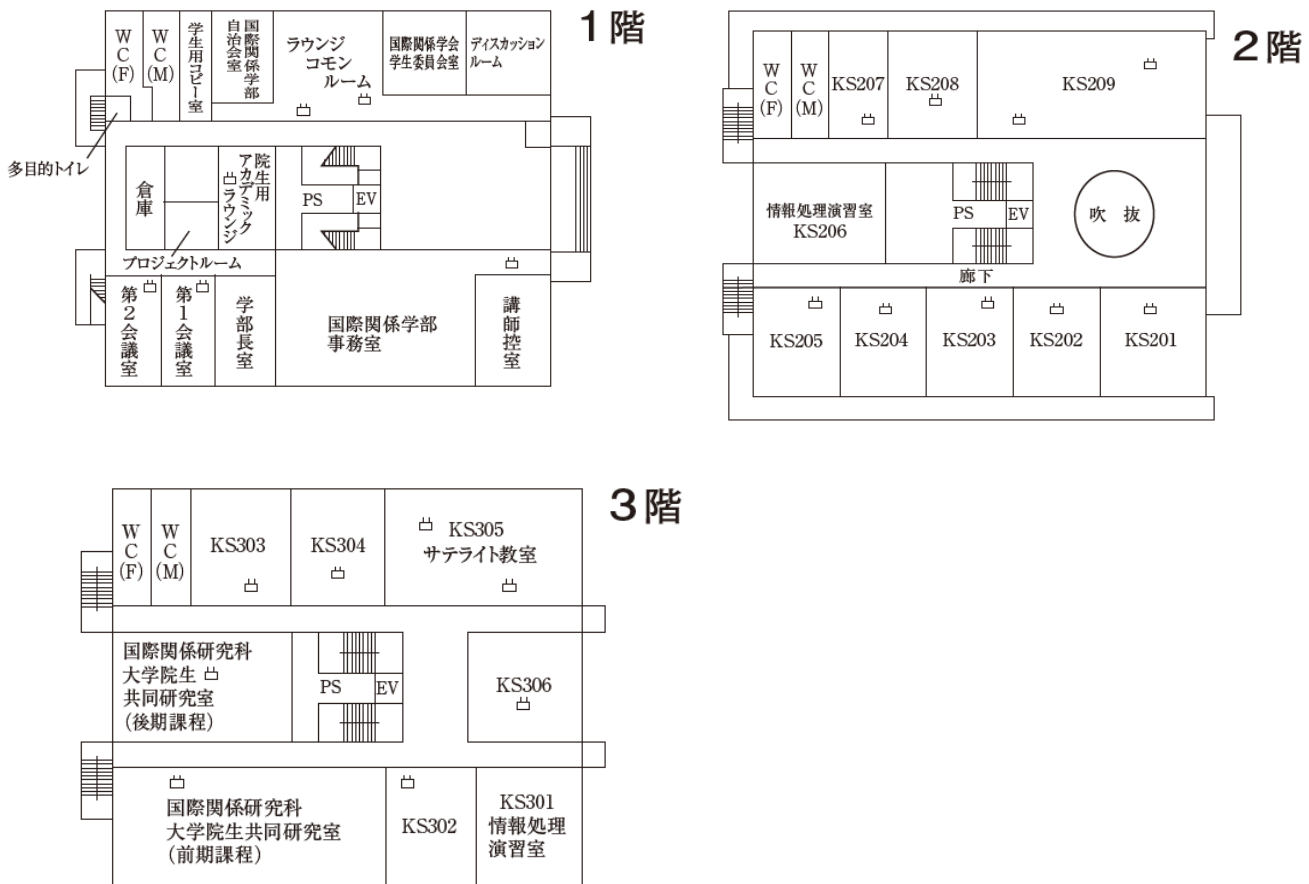 1階
WC(F)
WC(M)
学生用コピー室
国際関係学部
自治会室
ラウンジ
コモン
ルーム
国際関係学会
学生委員会室
ディスカッション
ルーム
多目的トイレ
倉庫
院生用
アカデミック
ラウンジ
PS
EV
プロジェクトルーム
第2会議室
第1会議室
学部長室
国際関係学部
事務室
講師控室
2階
WC(F)
WC(M)
KS207
KS208
KS209
情報処理演習室
KS206
PS
EV
吹抜
廊下
KS205
KS204
KS203
KS202
KS201
3階
WC(F)
WC(M)
KS303
KS304
KS305
サテライト教室
国際関係研究科
大学院生
共同研究室
(後期課程)
PS
EV
KS306
国際関係研究科
大学院生共同研究室
(前期課程)
KS302
KS301
情報処理
演習室